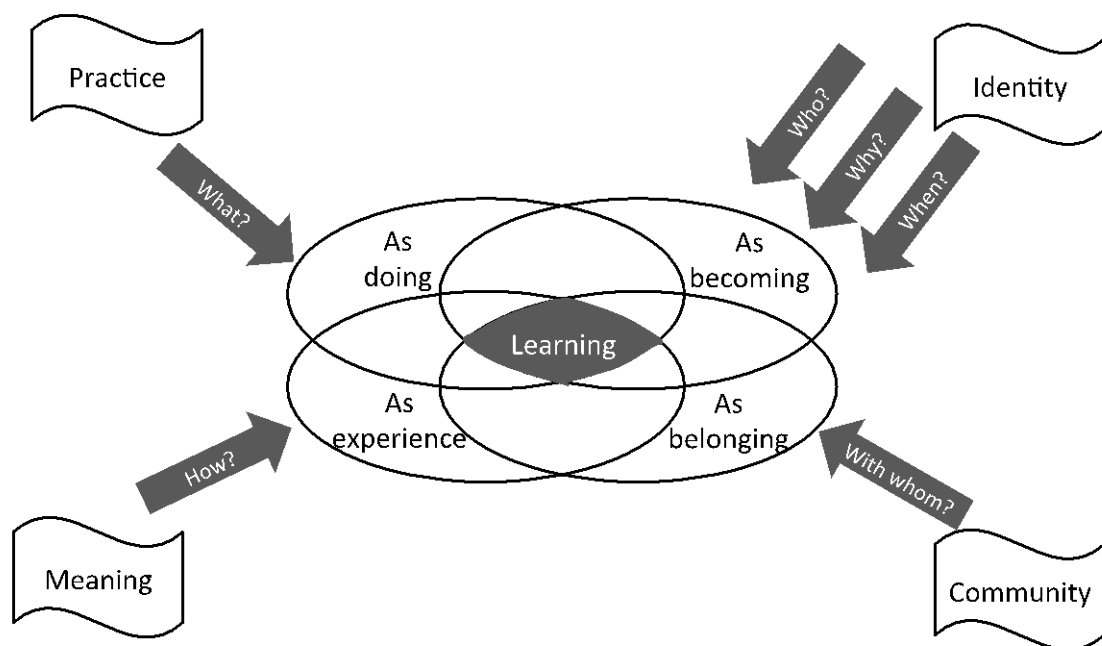 Practice
Identity
Who?
Why?
When?
What?
As
doing
As
becoming
Learning
As
experience
As
belonging
How?
With whom?
Meaning
Community